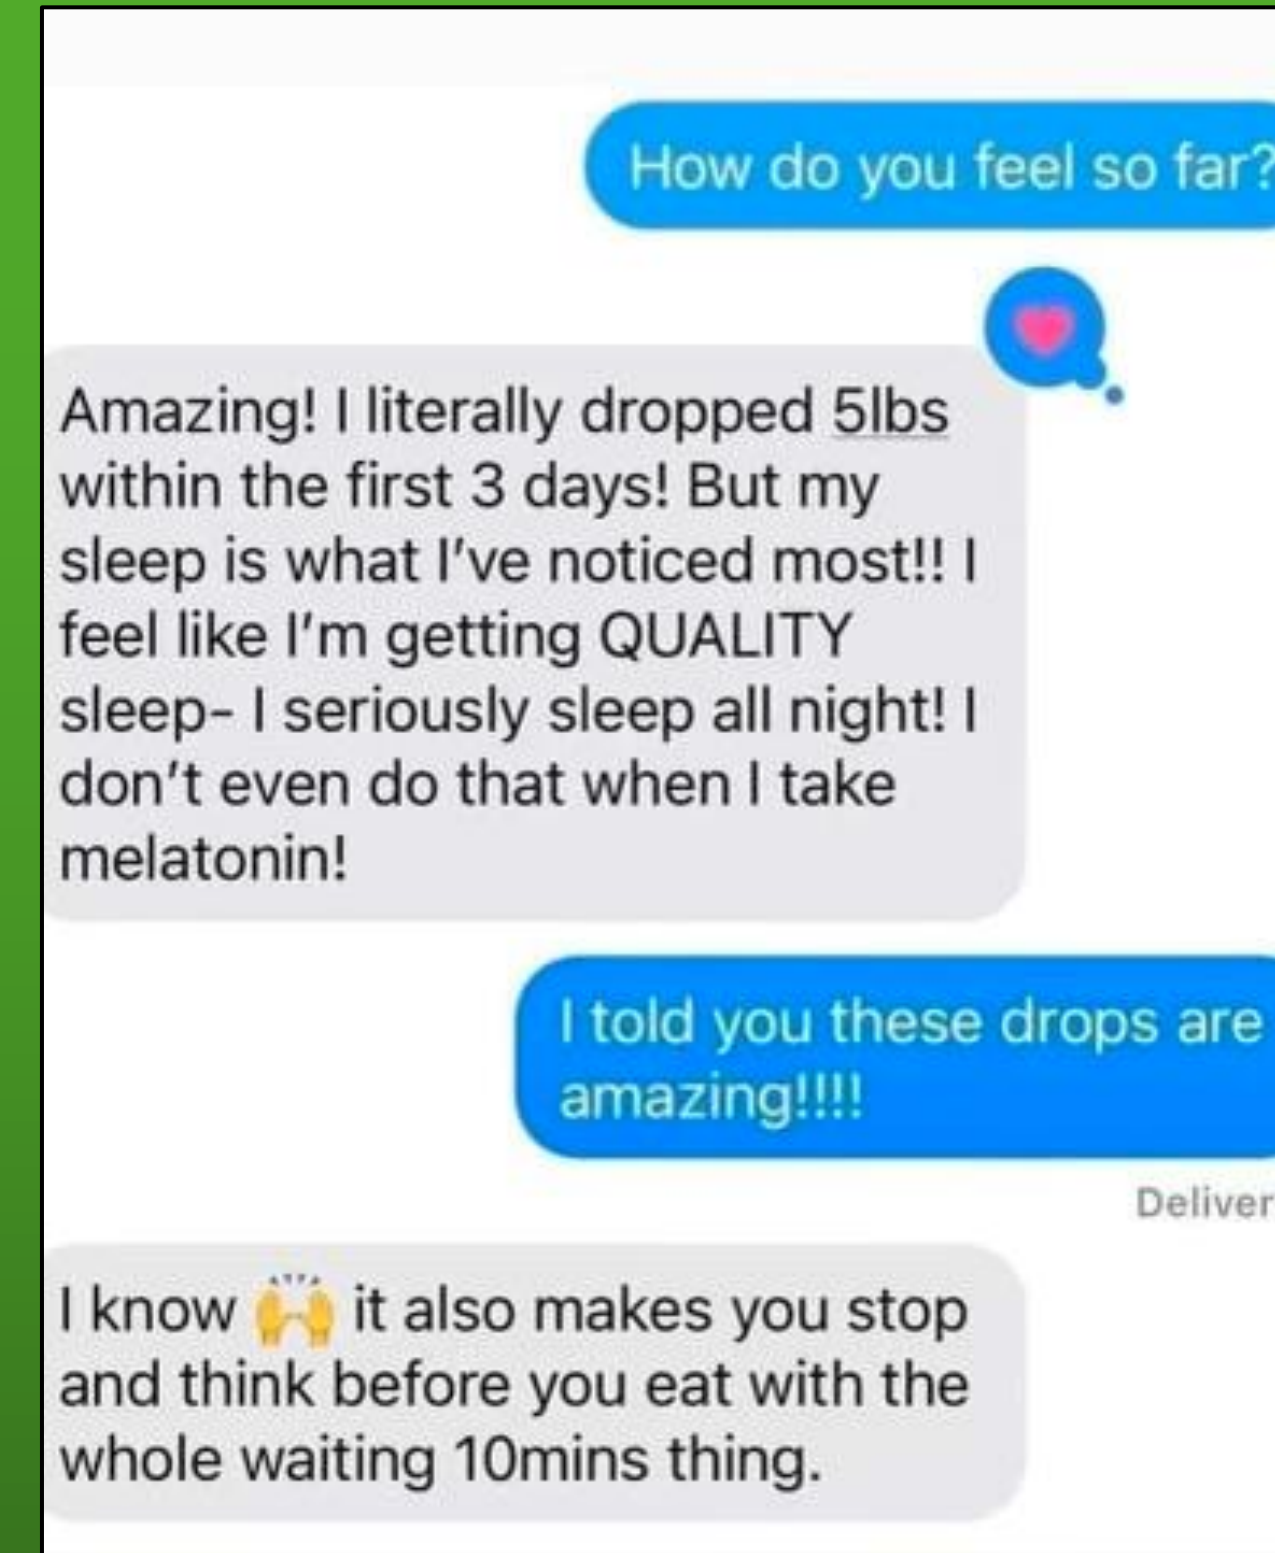 How do you feel so far?
Amazing! I literally dropped 5lbs
within the first 3 days! But my
sleep is what I've noticed most!! I
feel like I'm getting QUALITY
sleep- I seriously sleep all night! I
don't even do that when I take
melatonin!
I told you these drops are
amazing!!!!
Deliver
I know 🙌 it also makes you stop
and think before you eat with the
whole waiting 10mins thing.